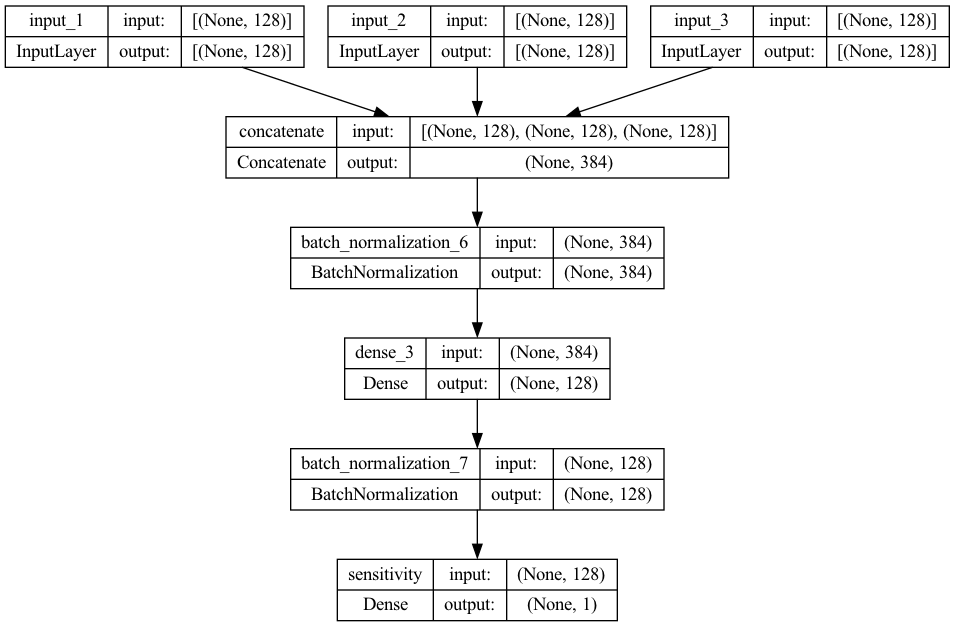 input_1 input: [(None, 128)]
InputLayer output: [(None, 128)]
input_2 input: [(None, 128)]
InputLayer output: [(None, 128)]
input_3 input: [(None, 128)]
InputLayer output: [(None, 128)]
concatenate input: [(None, 128), (None, 128), (None, 128)]
Concatenate output: (None, 384)
batch_normalization_6 input: (None, 384)
BatchNormalization output: (None, 384)
dense_3 input: (None, 384)
Dense output: (None, 128)
batch_normalization_7 input: (None, 128)
BatchNormalization output: (None, 128)
sensitivity input: (None, 128)
Dense output: (None, 1)